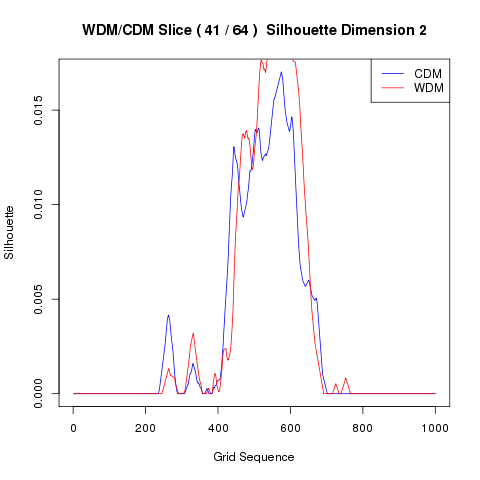 WDM/CDM Slice ( 41 / 64 )  Silhouette Dimension 2
CDM
WDM
Silhouette
0.015
0.010
0.005
0.000
0
200
400
600
800
1000
Grid Sequence